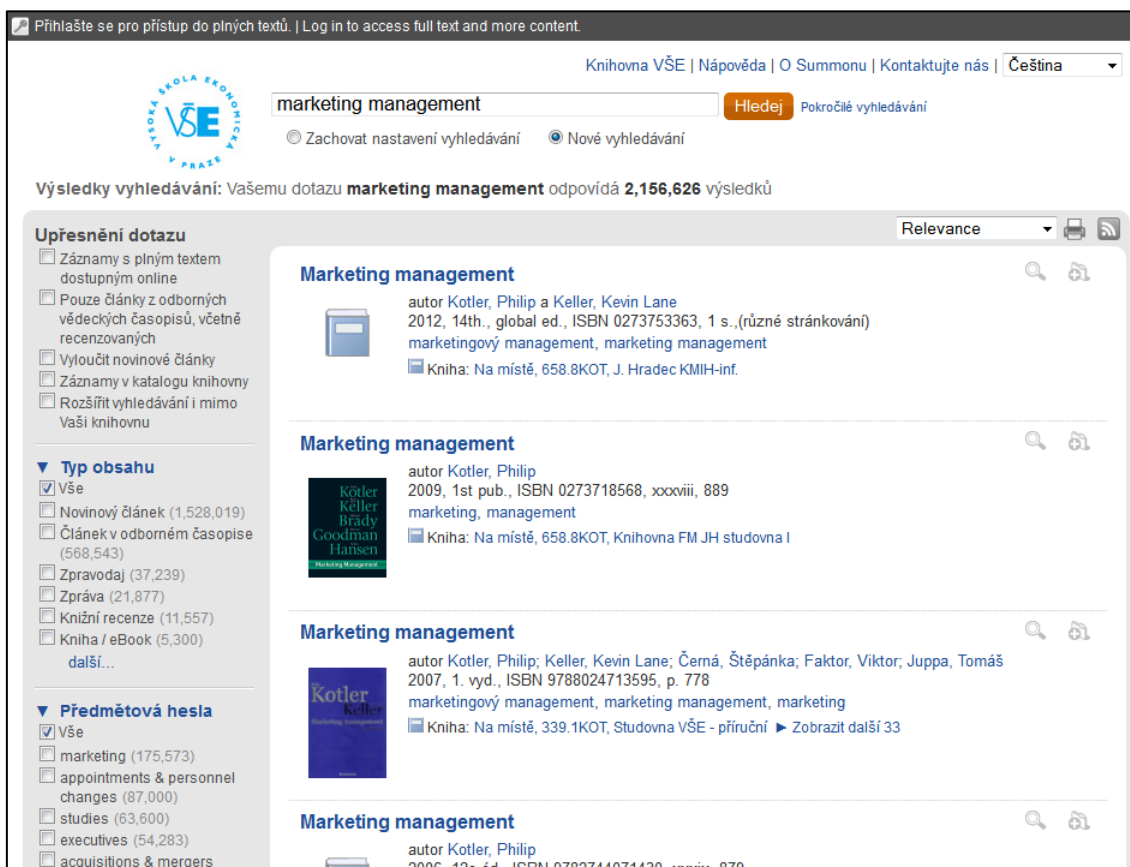 Přihlašte se pro přístup do plných textů. | Log in to access full text and more content.
Knihovna VŠE | Nápověda | O Summonu | Kontaktujte nás | Čeština
VYSOKÁ ŠKOLA EKONOMICKÁ V PRAZE
VŠE
marketing management
Hledej
Pokročilé vyhledávání
Zachovat nastavení vyhledávání
Nové vyhledávání
Výsledky vyhledávání: Vašemu dotazu marketing management odpovídá 2,156,626 výsledků
Relevance
Upřesnění dotazu
Záznamy s plným textem
dostupným online
Pouze články z odborných
vědeckých časopisů, včetně
recenzovaných
Vyloučit novinové články
Záznamy v katalogu knihovny
Rozšířit vyhledávání i mimo
Vaši knihovnu
Typ obsahu
Vše
Novinový článek (1,528,019)
Článek v odborném časopise
(568,543)
Zpravodaj (37,239)
Zpráva (21,877)
Knižní recenze (11,557)
Kniha / eBook (5,300)
další...
Předmětová hesla
Vše
marketing (175,573)
appointments & personnel
changes (87,000)
studies (63,600)
executives (54,283)
acquisitions & mergers
Marketing management
autor Kotler, Philip a Keller, Kevin Lane
2012, 14th., global ed., ISBN 0273753363, 1 s.,(různé stránkování)
marketingový management, marketing management
Kniha: Na místě, 658.8KOT, J. Hradec KMIH-inf.
Marketing management
Kotler
Keller
Brady
Goodman
Hansen
Marketing Management
autor Kotler, Philip
2009, 1st pub., ISBN 0273718568, xxxviii, 889
marketing, management
Kniha: Na místě, 658.8KOT, Knihovna FM JH studovna I
Marketing management
Kotler
Keller
Marketing management
autor Kotler, Philip; Keller, Kevin Lane; Černá, Štěpánka; Faktor, Viktor; Juppa, Tomáš
2007, 1. vyd., ISBN 9788024713595, p. 778
marketingový management, marketing management, marketing
Kniha: Na místě, 339.1KOT, Studovna VŠE - příruční ► Zobrazit další 33
Marketing management
autor Kotler, Philip